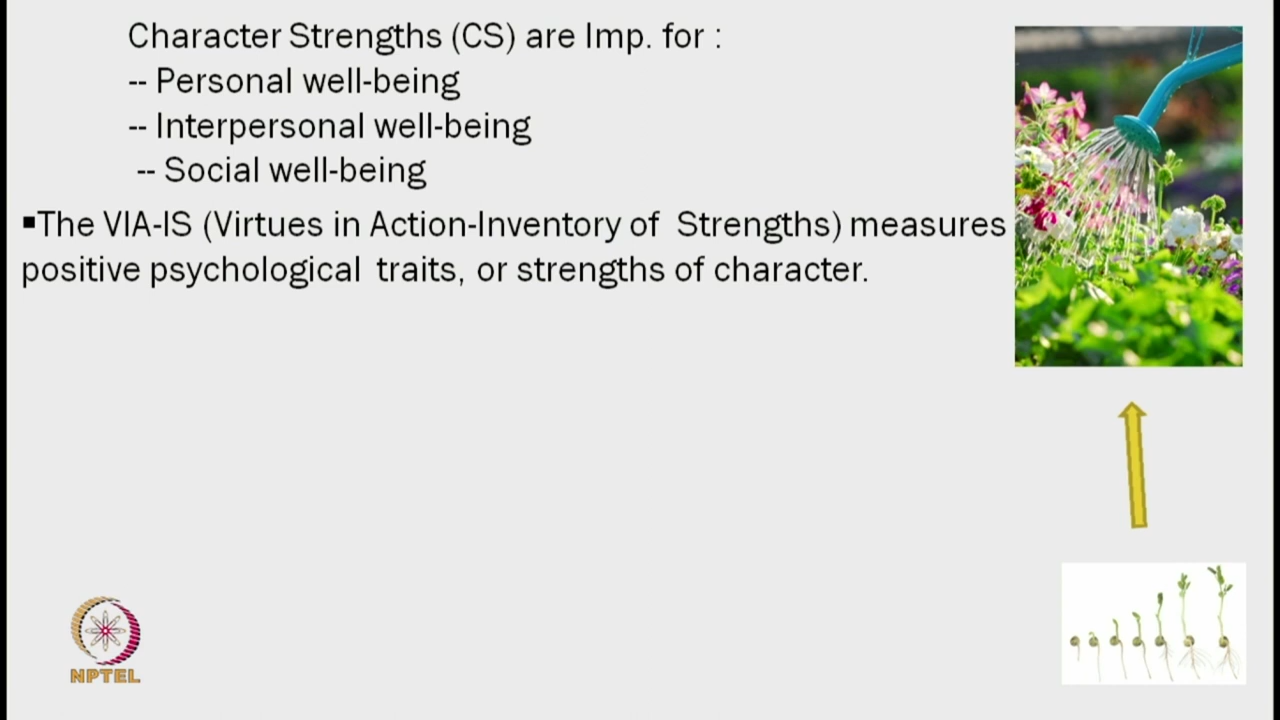 Character Strengths (CS) are Imp. for :
-- Personal well-being
-- Interpersonal well-being
-- Social well-being
▪The VIA-IS (Virtues in Action-Inventory of Strengths) measures
positive psychological traits, or strengths of character.
NPTEL